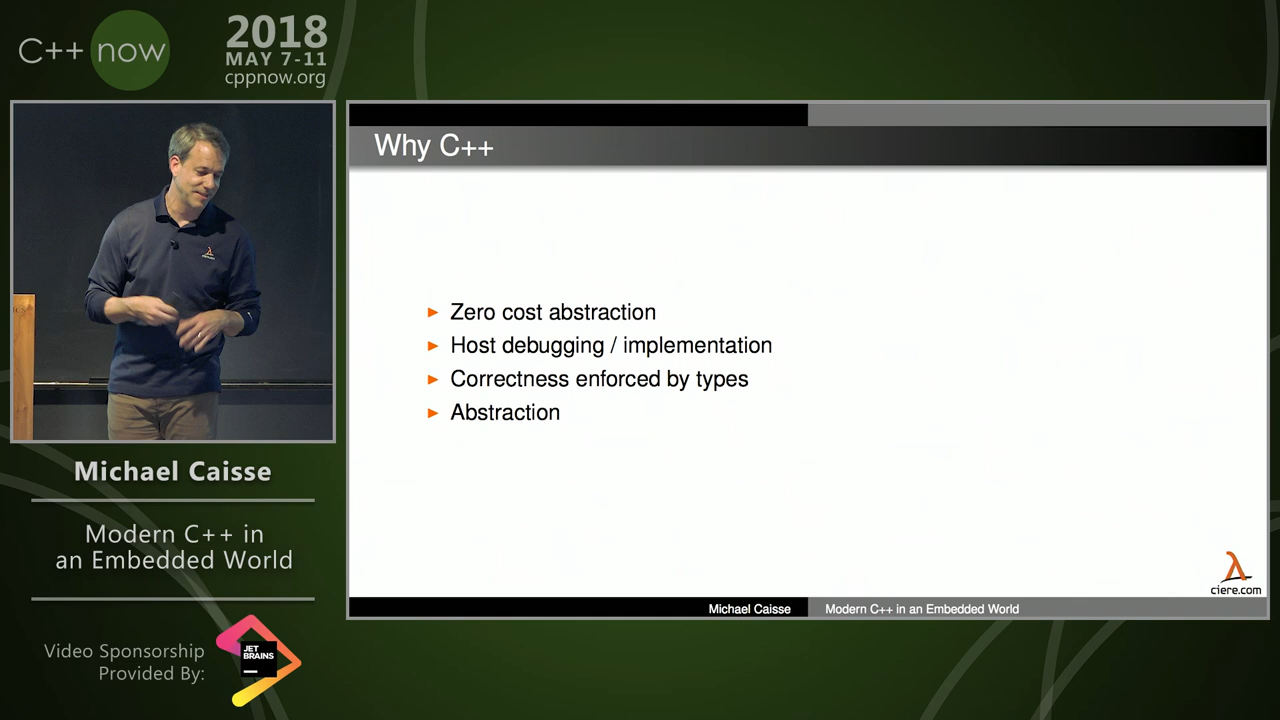 C++ now
2018
MAY 7-11
cppnow.org
Why C++
Zero cost abstraction
Host debugging / implementation
Correctness enforced by types
Abstraction
λ
ciere.com
Michael Caisse
Modern C++ in an Embedded World
Michael Caisse
Modern C++ in
an Embedded World
Video Sponsorship
Provided By:
JET
BRAINS